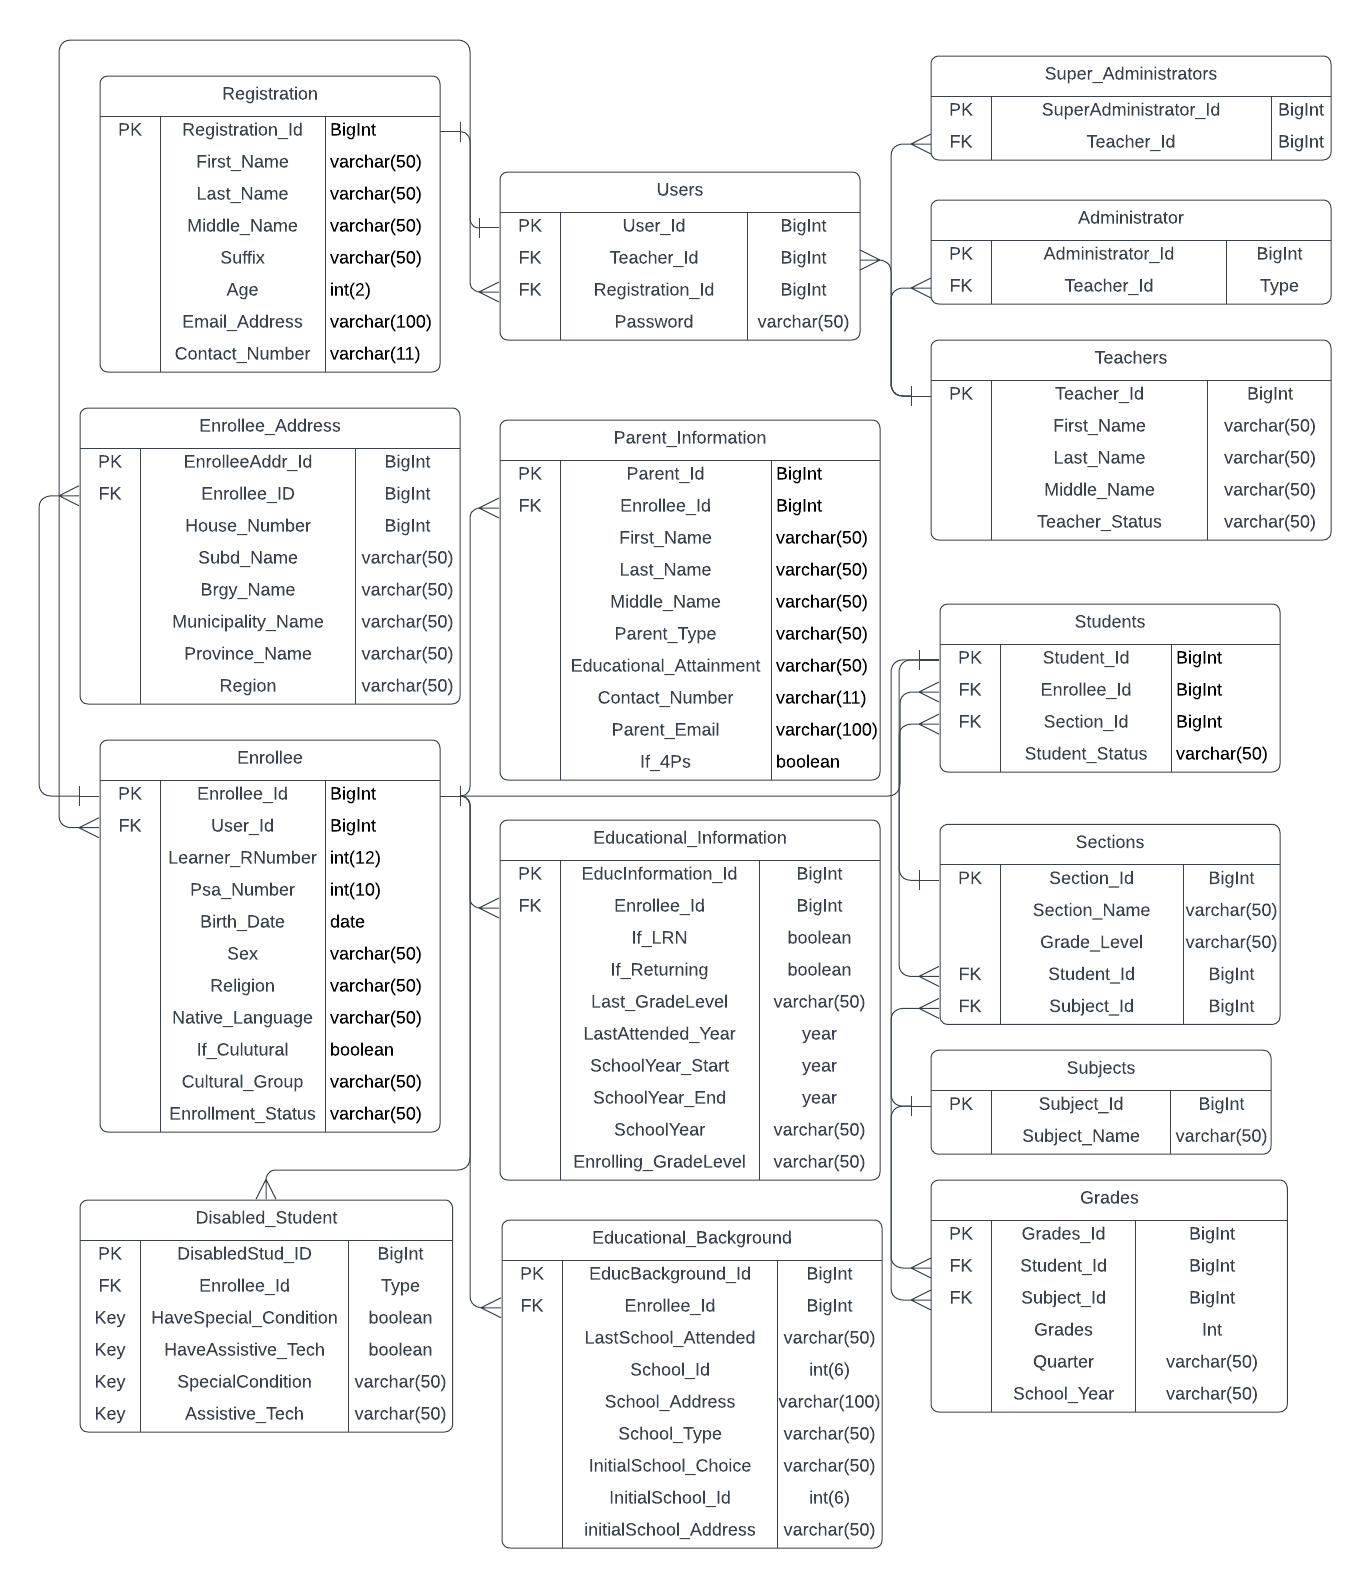 Registration
PK Registration_Id BigInt
First_Name varchar(50)
Last_Name varchar(50)
Middle_Name varchar(50)
Suffix varchar(50)
Age int(2)
Email_Address varchar(100)
Contact_Number varchar(11)
Users
PK User_Id BigInt
FK Teacher_Id BigInt
FK Registration_Id BigInt
Password varchar(50)
Super_Administrators
PK SuperAdministrator_Id BigInt
FK Teacher_Id BigInt
Administrator
PK Administrator_Id BigInt
FK Teacher_Id Type
Teachers
PK Teacher_Id BigInt
First_Name varchar(50)
Last_Name varchar(50)
Middle_Name varchar(50)
Teacher_Status varchar(50)
Enrollee_Address
PK EnrolleeAddr_Id BigInt
FK Enrollee_ID BigInt
House_Number BigInt
Subd_Name varchar(50)
Brgy_Name varchar(50)
Municipality_Name varchar(50)
Province_Name varchar(50)
Region varchar(50)
Parent_Information
PK Parent_Id BigInt
FK Enrollee_Id BigInt
First_Name varchar(50)
Last_Name varchar(50)
Middle_Name varchar(50)
Parent_Type varchar(50)
Educational_Attainment varchar(50)
Contact_Number varchar(11)
Parent_Email varchar(100)
If_4Ps boolean
Students
PK Student_Id BigInt
FK Enrollee_Id BigInt
FK Section_Id BigInt
Student_Status varchar(50)
Enrollee
PK Enrollee_Id BigInt
FK User_Id BigInt
Learner_RNumber int(12)
Psa_Number int(10)
Birth_Date date
Sex varchar(50)
Religion varchar(50)
Native_Language varchar(50)
If_Culutural boolean
Cultural_Group varchar(50)
Enrollment_Status varchar(50)
Educational_Information
PK EducInformation_Id BigInt
FK Enrollee_Id BigInt
If_LRN boolean
If_Returning boolean
Last_GradeLevel varchar(50)
LastAttended_Year year
SchoolYear_Start year
SchoolYear_End year
SchoolYear varchar(50)
Enrolling_GradeLevel varchar(50)
Sections
PK Section_Id BigInt
Section_Name varchar(50)
Grade_Level varchar(50)
FK Student_Id BigInt
FK Subject_Id BigInt
Subjects
PK Subject_Id BigInt
Subject_Name varchar(50)
Disabled_Student
PK DisabledStud_ID BigInt
FK Enrollee_Id Type
Key HaveSpecial_Condition boolean
Key HaveAssistive_Tech boolean
Key SpecialCondition varchar(50)
Key Assistive_Tech varchar(50)
Educational_Background
PK EducBackground_Id BigInt
FK Enrollee_Id BigInt
LastSchool_Attended varchar(50)
School_Id int(6)
School_Address varchar(100)
School_Type varchar(50)
InitialSchool_Choice varchar(50)
InitialSchool_Id int(6)
initialSchool_Address varchar(50)
Grades
PK Grades_Id BigInt
FK Student_Id BigInt
FK Subject_Id BigInt
Grades Int
Quarter varchar(50)
School_Year varchar(50)